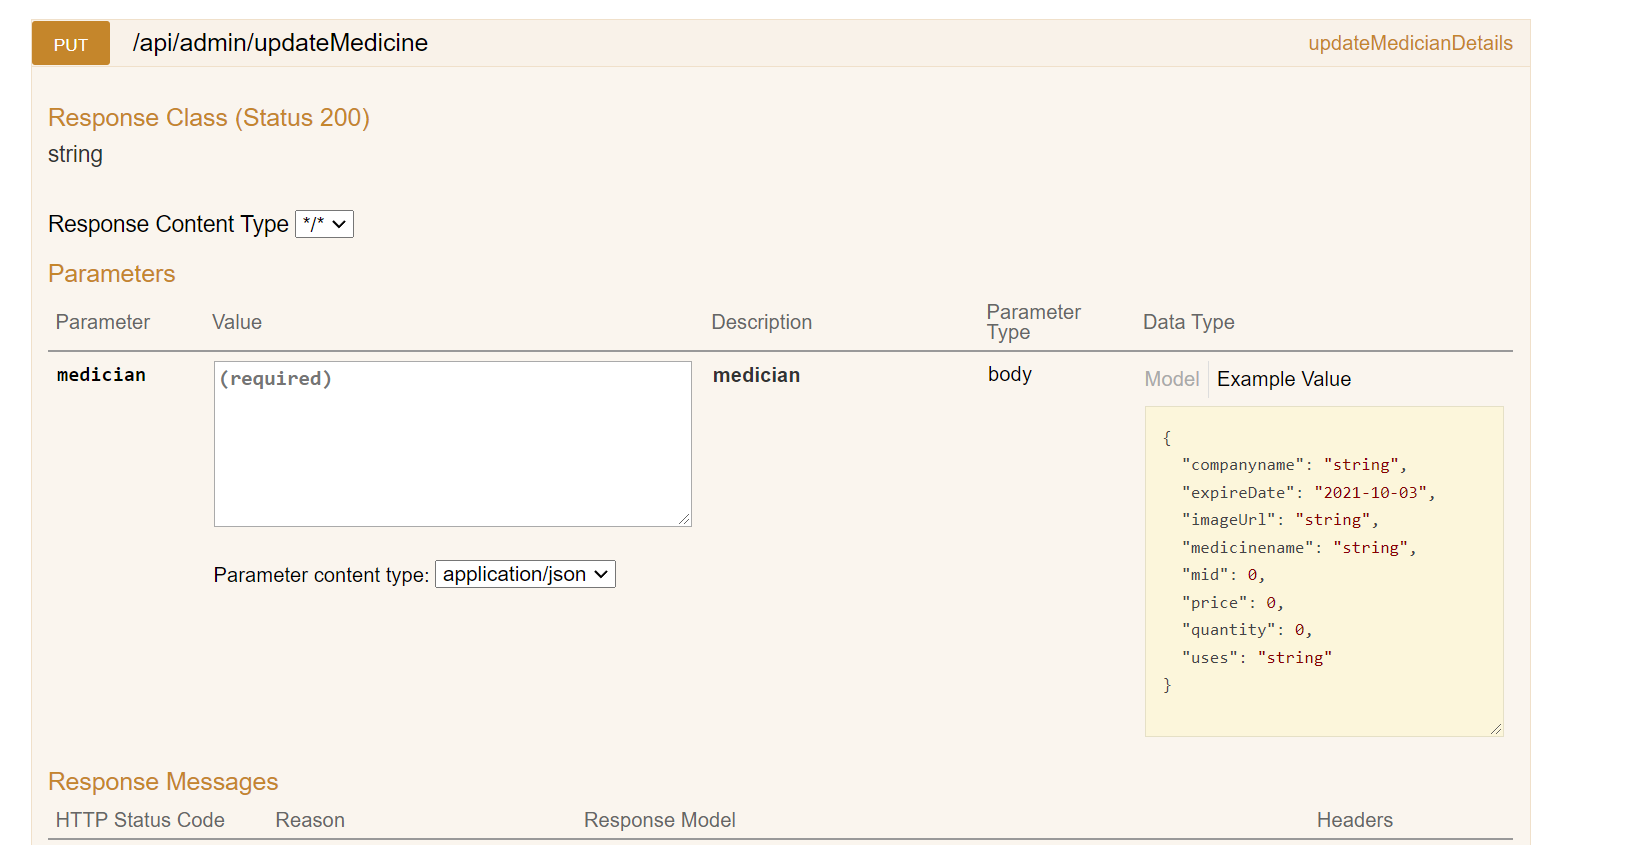 PUT /api/admin/updateMedicine updateMedicianDetails
Response Class (Status 200)
string
Response Content Type */*
Parameters
Parameter Value Description Parameter Type Data Type
medician (required) medician body Model Example Value
{
"companyname": "string",
"expireDate": "2021-10-03",
"imageUrl": "string",
"medicinename": "string",
"mid": 0,
"price": 0,
"quantity": 0,
"uses": "string"
}
Parameter content type: application/json
Response Messages
HTTP Status Code Reason Response Model Headers